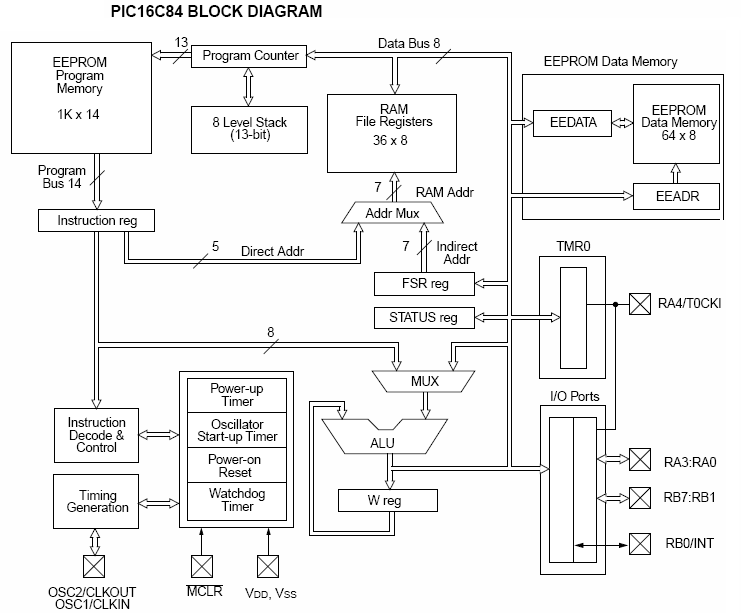 PIC16C84 BLOCK DIAGRAM
13
Data Bus 8
EEPROM
Program
Memory
1K x 14
Program Counter
8 Level Stack
(13-bit)
RAM
File Registers
36 x 8
EEPROM Data Memory
EEDATA
EEPROM
Data Memory
64 x 8
EEADR
Program
Bus 14
7
RAM Addr
Instruction reg
Addr Mux
5
Direct Addr
7
Indirect
Addr
TMR0
FSR reg
RA4/T0CKI
STATUS reg
8
MUX
I/O Ports
Power-up
Timer
Instruction
Decode &
Control
Oscillator
Start-up Timer
ALU
Power-on
Reset
RA3:RA0
Timing
Generation
Watchdog
Timer
W reg
RB7:RB1
RB0/INT
OSC2/CLKOUT
OSC1/CLKIN
MCLR
VDD, VSS